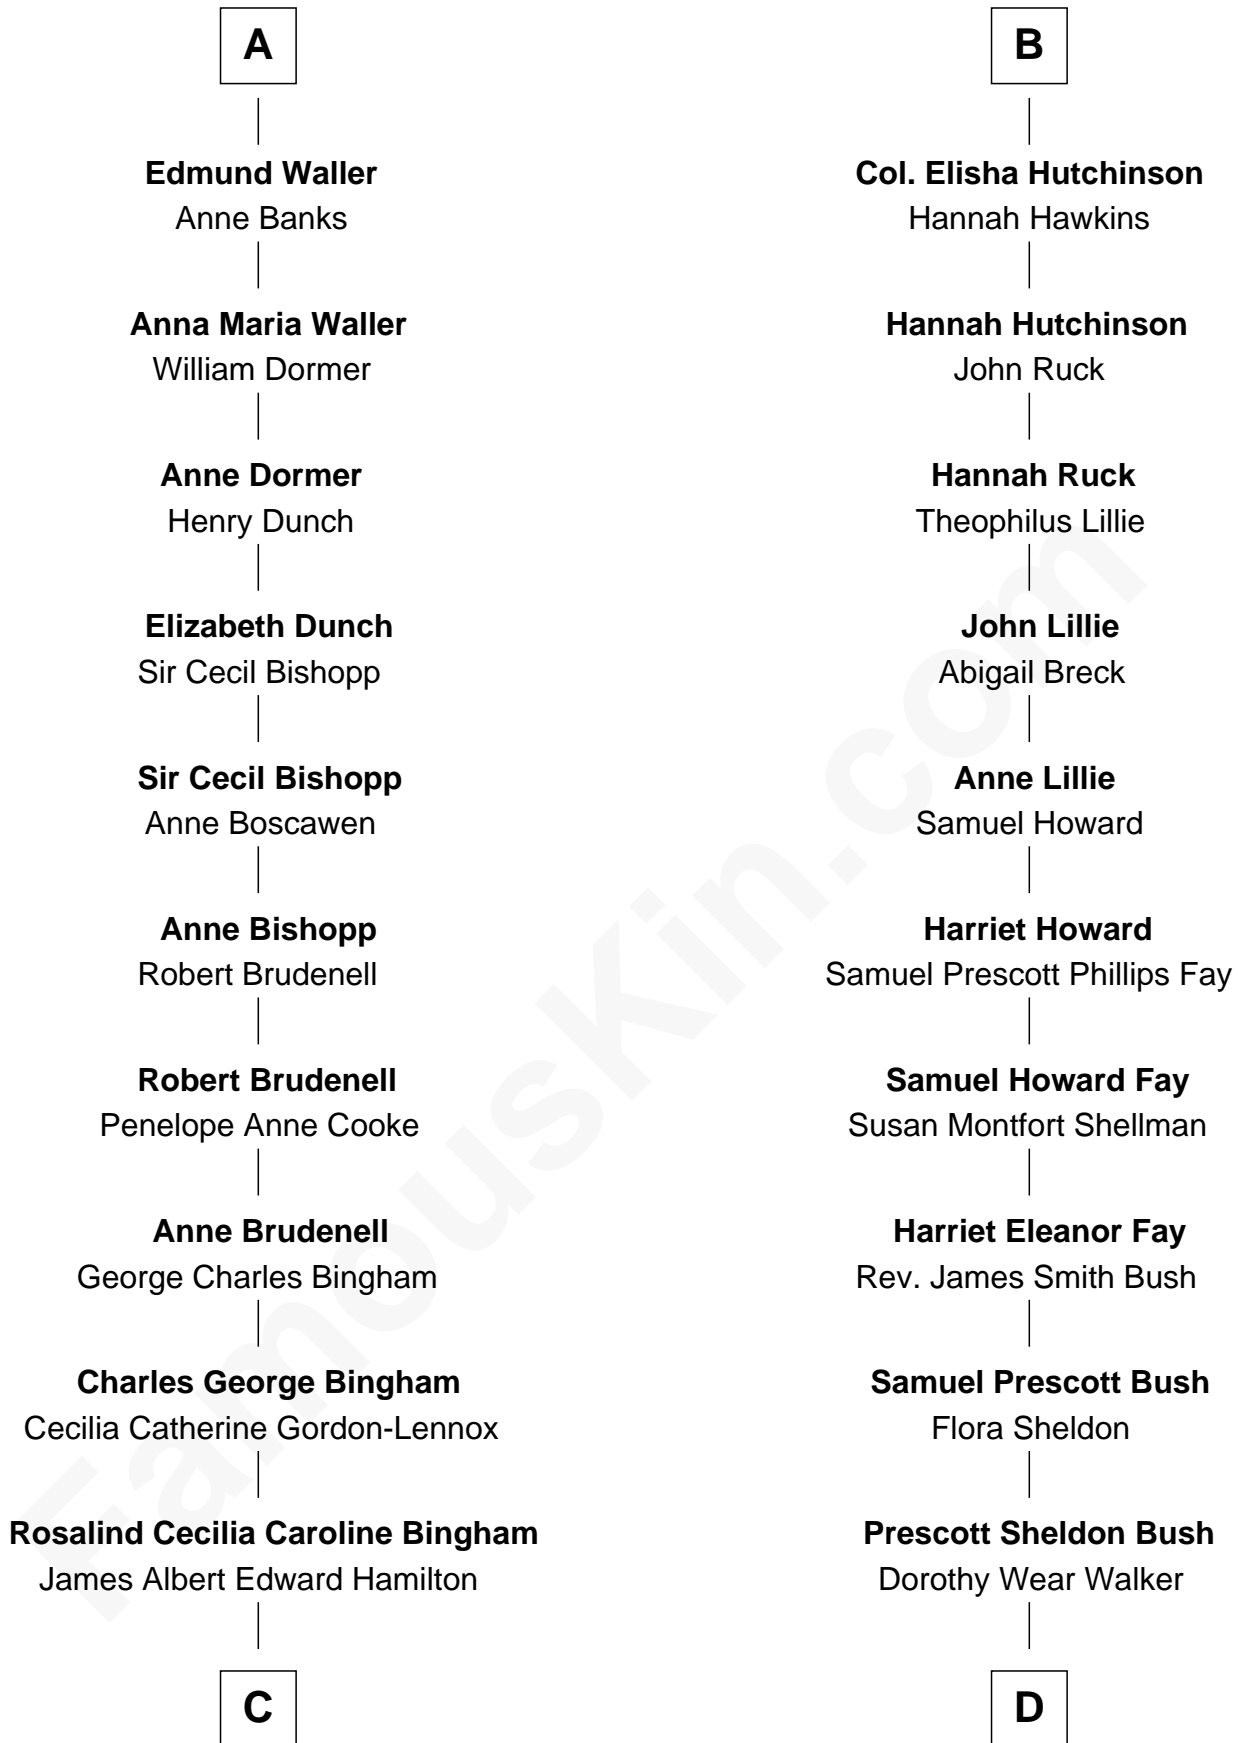 A
Edmund Waller
Anne Banks
Anna Maria Waller
William Dormer
Anne Dormer
Henry Dunch
Elizabeth Dunch
Sir Cecil Bishopp
Sir Cecil Bishopp
Anne Boscawen
Anne Bishopp
Robert Brudenell
Robert Brudenell
Penelope Anne Cooke
Anne Brudenell
George Charles Bingham
Charles George Bingham
Cecilia Catherine Gordon-Lennox
Rosalind Cecilia Caroline Bingham
James Albert Edward Hamilton
C
B
Col. Elisha Hutchinson
Hannah Hawkins
Hannah Hutchinson
John Ruck
Hannah Ruck
Theophilus Lillie
John Lillie
Abigail Breck
Anne Lillie
Samuel Howard
Harriet Howard
Samuel Prescott Phillips Fay
Samuel Howard Fay
Susan Montfort Shellman
Harriet Eleanor Fay
Rev. James Smith Bush
Samuel Prescott Bush
Flora Sheldon
Prescott Sheldon Bush
Dorothy Wear Walker
D
FamousKin.com